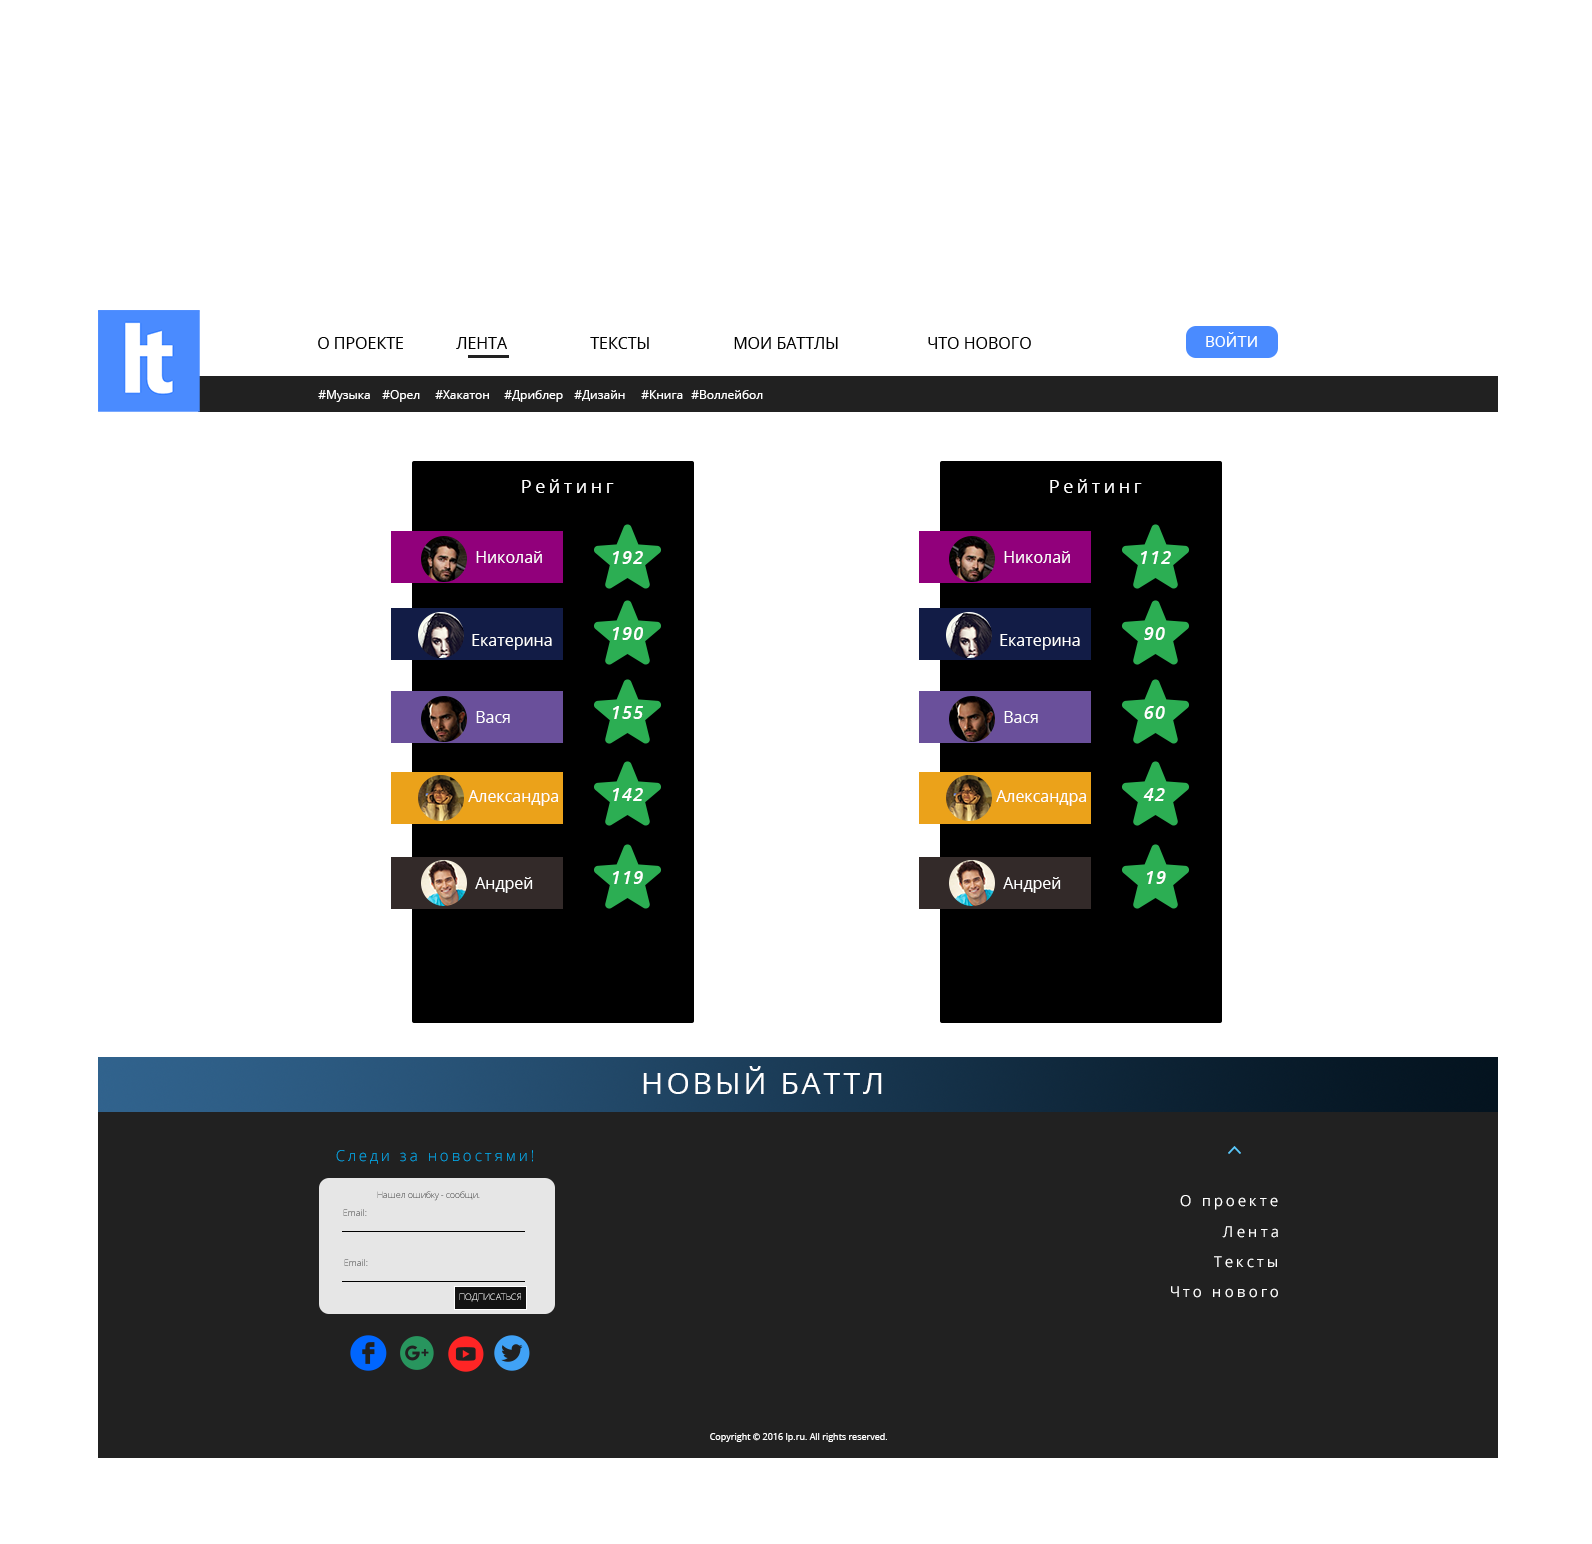 lt
О ПРОЕКТЕ ЛЕНТА ТЕКСТЫ МОИ БАТТЛЫ ЧТО НОВОГО ВОЙТИ
#Музыка #Орел #Хакатон #Дриблер #Дизайн #Книга #Воллейбол
Рейтинг
Николай 192
Екатерина 190
Вася 155
Александра 142
Андрей 119
Рейтинг
Николай 112
Екатерина 90
Вася 60
Александра 42
Андрей 19
НОВЫЙ БАТТЛ
Следи за новостями!
Нашел ошибку - сообщи.
Email:
Email:
ПОДПИСАТЬСЯ
О проекте
Лента
Тексты
Что нового
Copyright © 2016 lp.ru. All rights reserved.